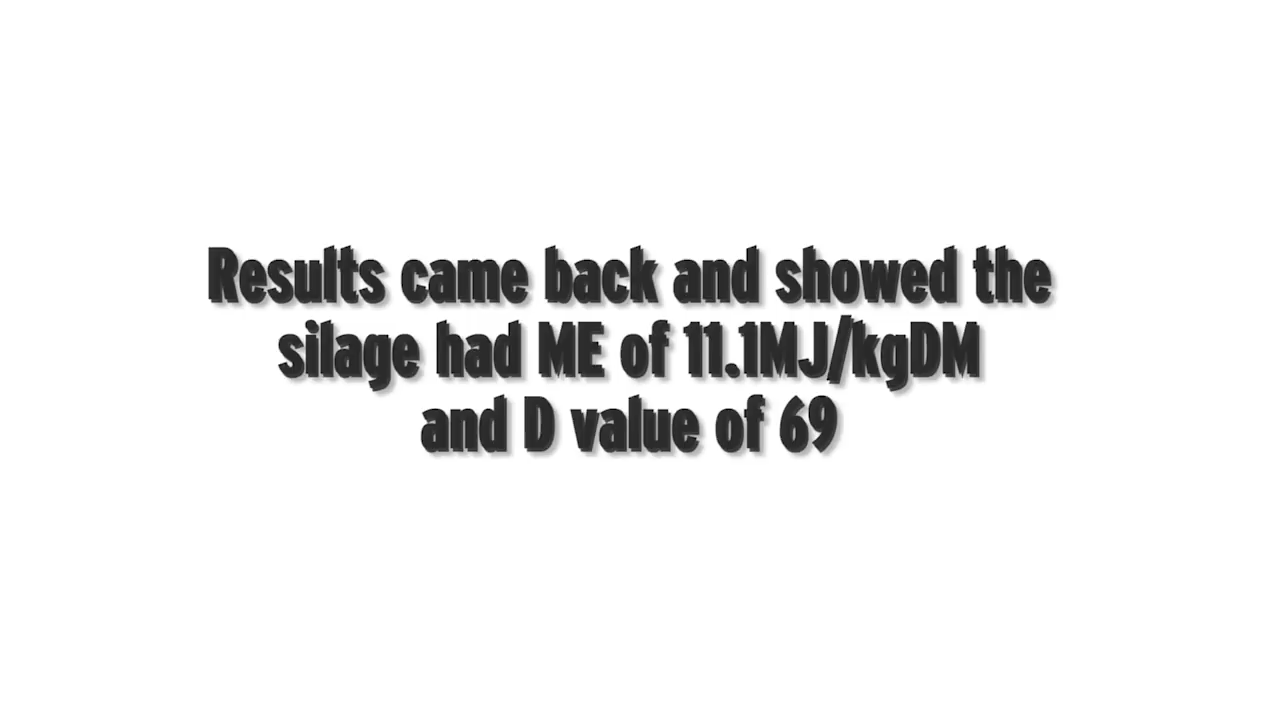 Results came back and showed the
silage had ME of 11.1MJ/kgDM
and D value of 69